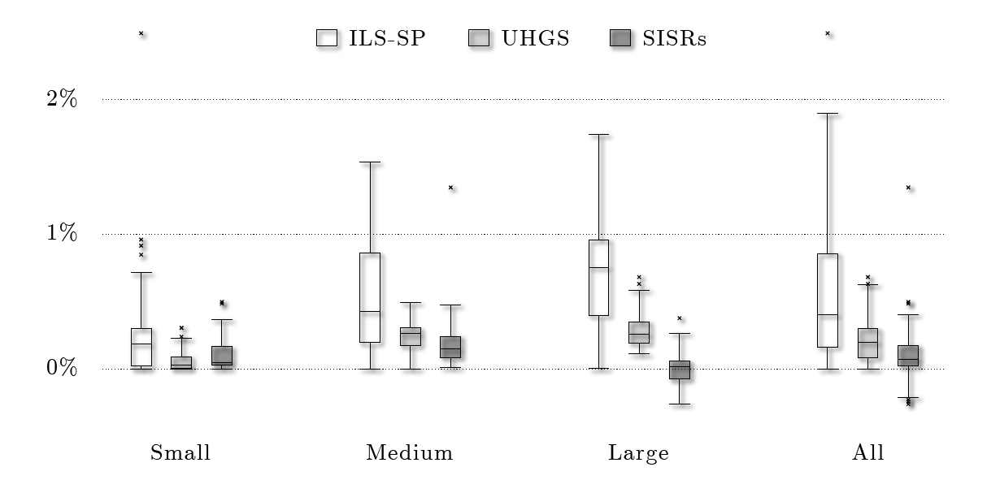 ILS-SP UHGS SISRs
2%
1%
0%
Small Medium Large All